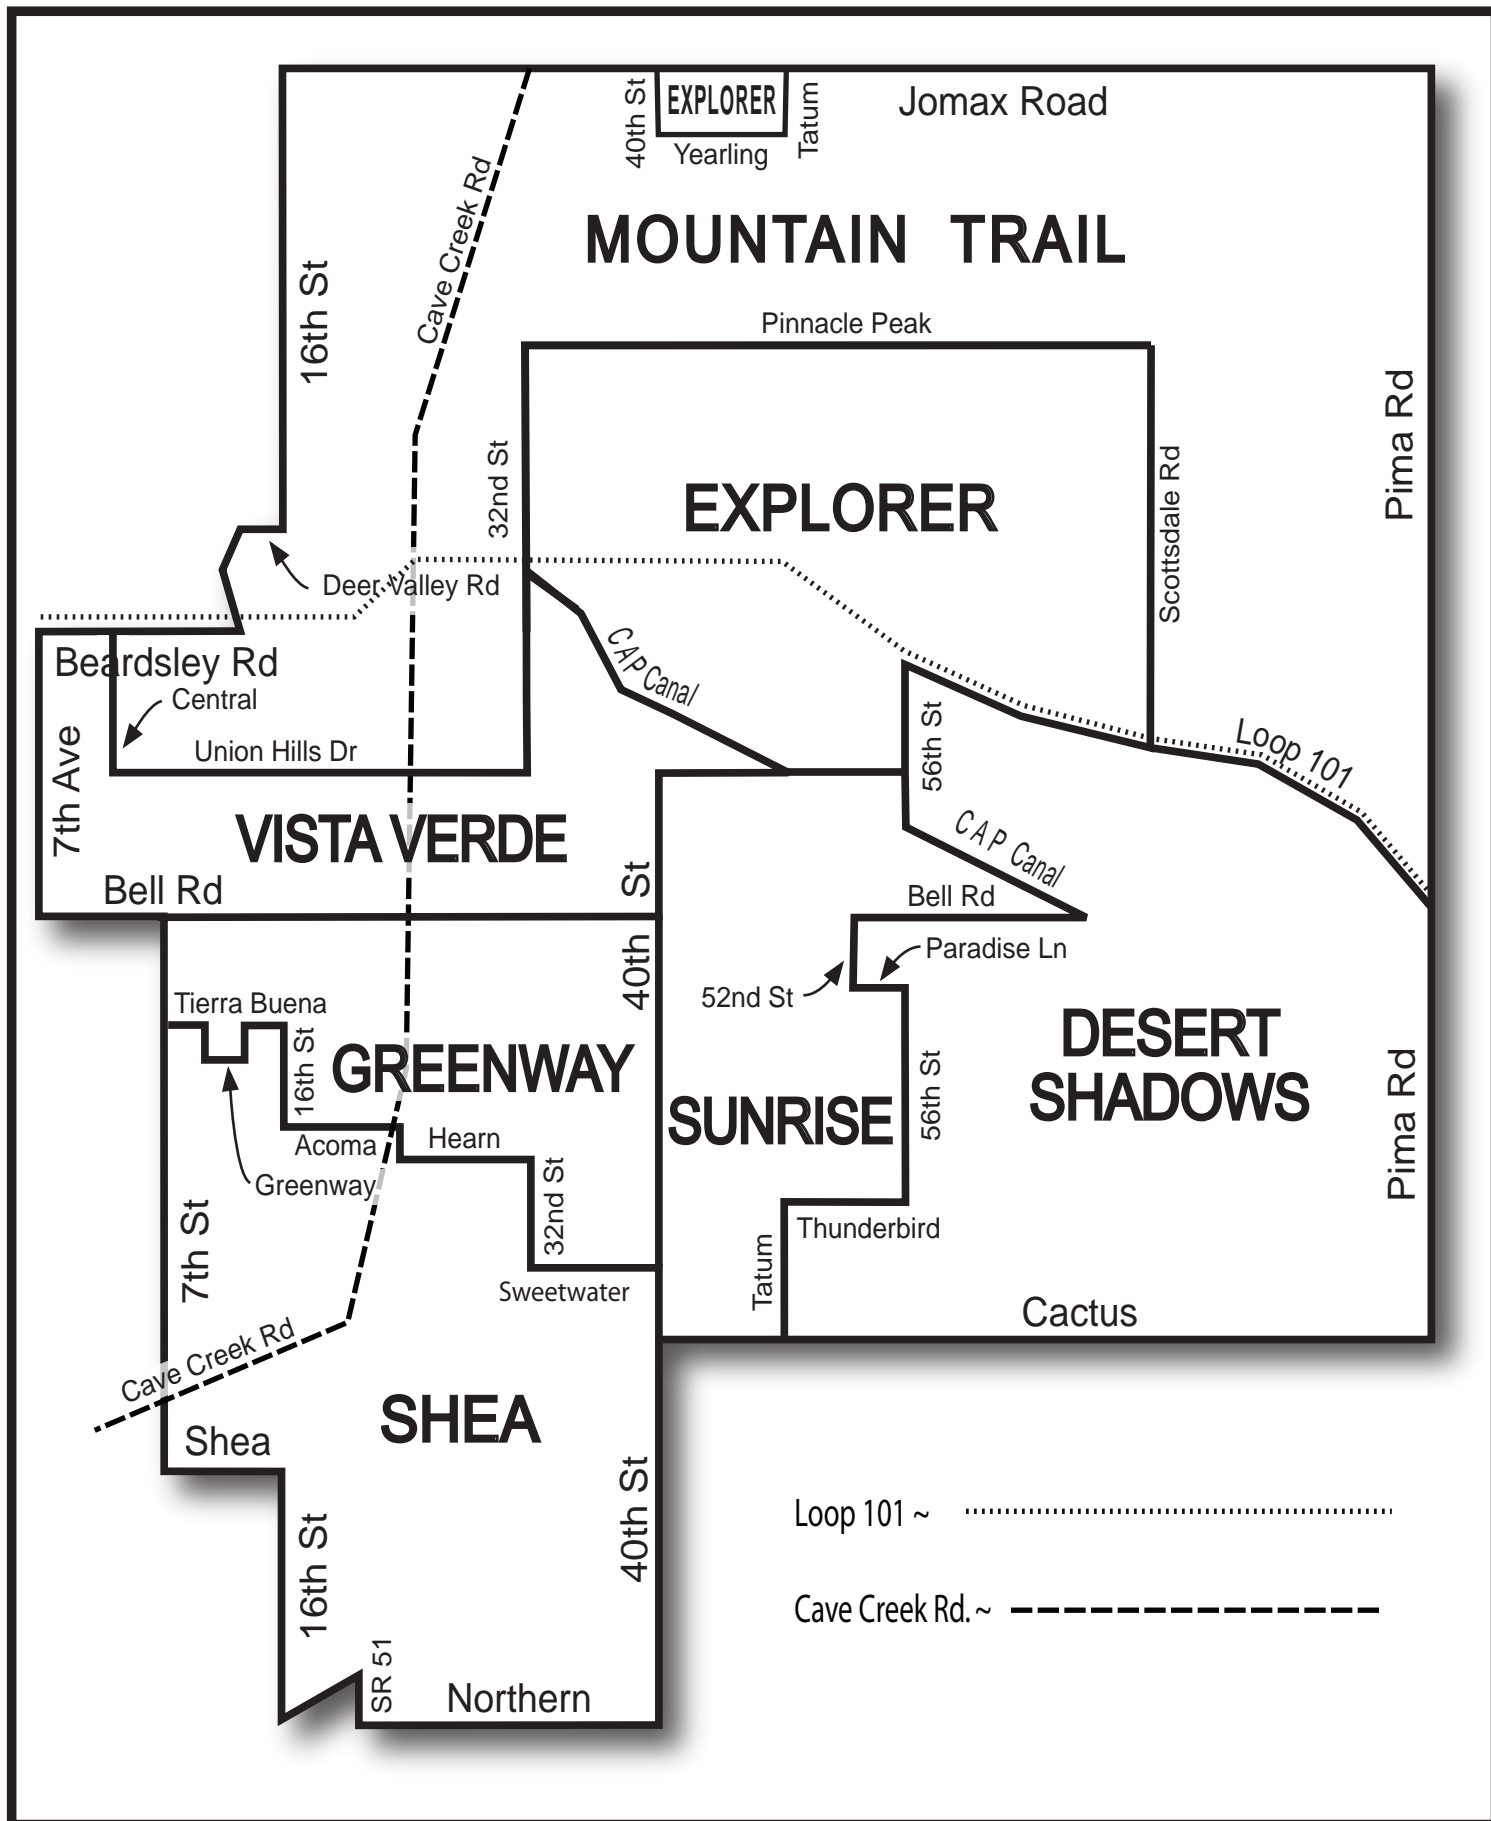 EXPLORER
40th St
Tatum
Jomax Road
Yearling
Cave Creek Rd
MOUNTAIN TRAIL
16th St
Pinnacle Peak
Pima Rd
32nd St
EXPLORER
Scottsdale Rd
Deer Valley Rd
CAP Canal
Beardsley Rd
Central
56th St
Loop 101
Union Hills Dr
7th Ave
VISTA VERDE
CAP Canal
Bell Rd
St
Bell Rd
40th
Paradise Ln
52nd St
Tierra Buena
16th St
GREENWAY
DESERT
SHADOWS
SUNRISE
56th St
Pima Rd
Acoma
Hearn
Greenway
32nd St
7th St
Thunderbird
Tatum
Sweetwater
Cactus
Cave Creek Rd
SHEA
Shea
40th St
Loop 101 ~
16th St
Cave Creek Rd. ~
SR 51
Northern